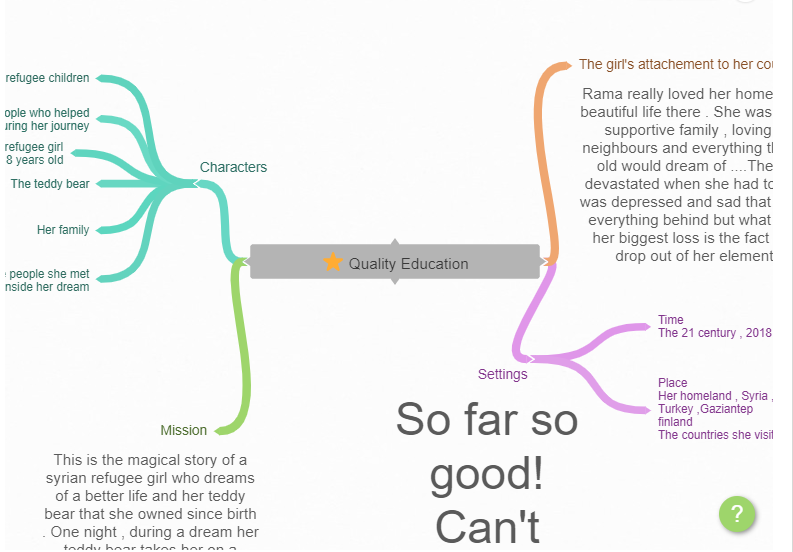 refugee children
ople who helped
uring her journey
refugee girl
8 years old
The teddy bear
Her family
people she met
nside her dream
Characters
Quality Education
Mission
This is the magical story of a
syrian refugee girl who dreams
of a better life and her teddy
bear that she owned since birth
. One night , during a dream her
teddy bear takes her on a
The girl's attachement to her cou
Rama really loved her home
beautiful life there . She was
supportive family , loving
neighbours and everything th
old would dream of ....The
devastated when she had to
was depressed and sad that
everything behind but what
her biggest loss is the fact
drop out of her element
Settings
Time
The 21 century , 2018
Place
Her homeland , Syria ,
Turkey ,Gaziantep
finland
The countries she visit
So far so
good!
Can't
?